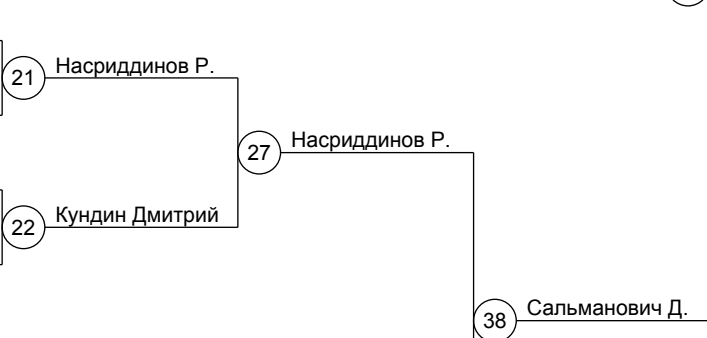 21 Насриддинов Р.
27 Насриддинов Р.
22 Кундин Дмитрий
38 Сальманович Д.